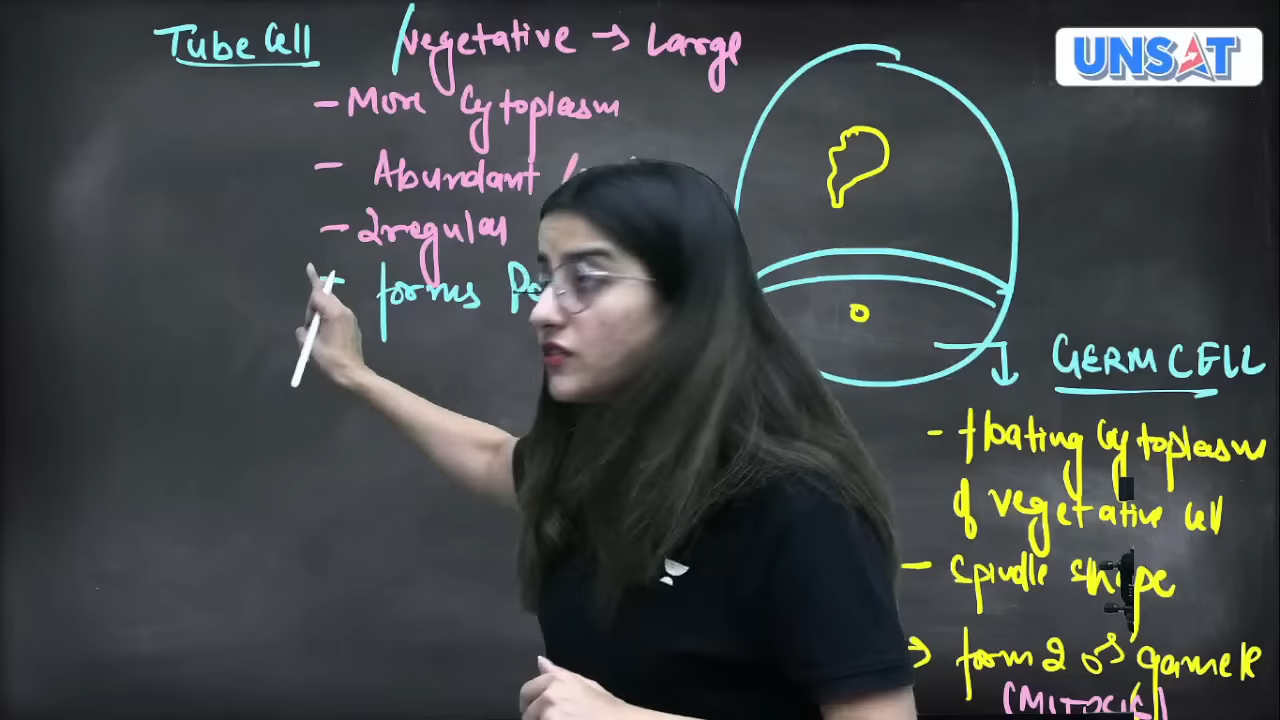 Tube Cell /Vegetative → Large
UNSAT
- More Cytoplasm
- Abundant
- Irregular
- forms
GERM CELL
- floating Cytoplasm
of vegetative cell
- Spindle shape
→ form 2 ♂ gamete
(MITOSIS)